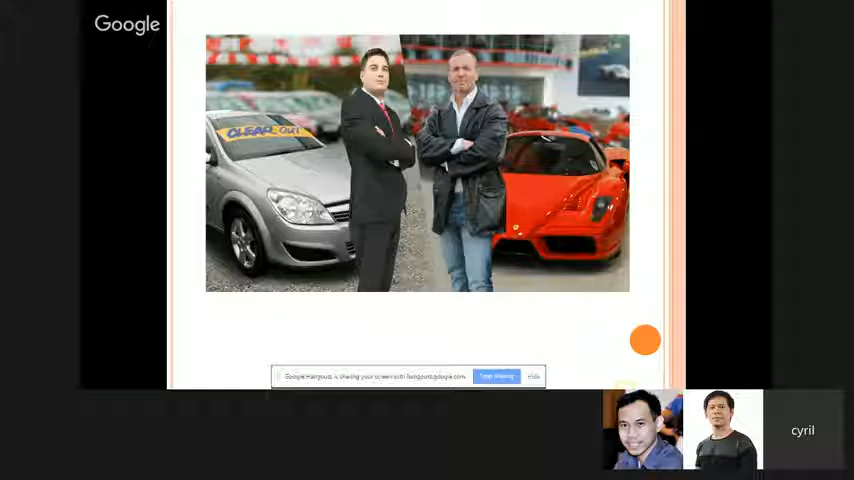 Google
CLEAR OUT
Google Hangouts is sharing your screen with hangouts.google.com.
Stop sharing
Hide
cyril